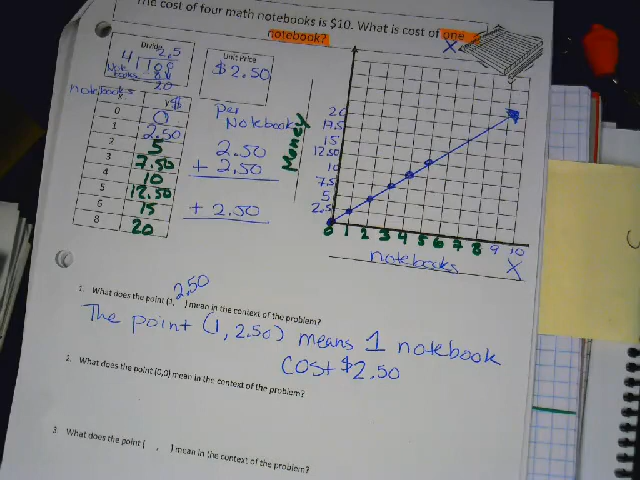 The cost of four math notebooks is $10. What is cost of one
notebook?
Divide
2.5
Note
books
20
Unit Price
$2.50
notebooks
x
y $
0 0
1 2.50
2 5
3 7.50
4 10
5 12.50
6 15
8 20
Per
Notebook
2.50
+ 2.50
+ 2.50
Money
20
17.5
15
12.50
10
7.5
5
2.5
0 1 2 3 4 5 6 7 8 9 10
notebooks X
1. What does the point (1, 2.50) mean in the context of the problem?
The point (1, 2.50) means 1 notebook
cost $2.50
2. What does the point (0,0) mean in the context of the problem?
3. What does the point ( , ) mean in the context of the problem?